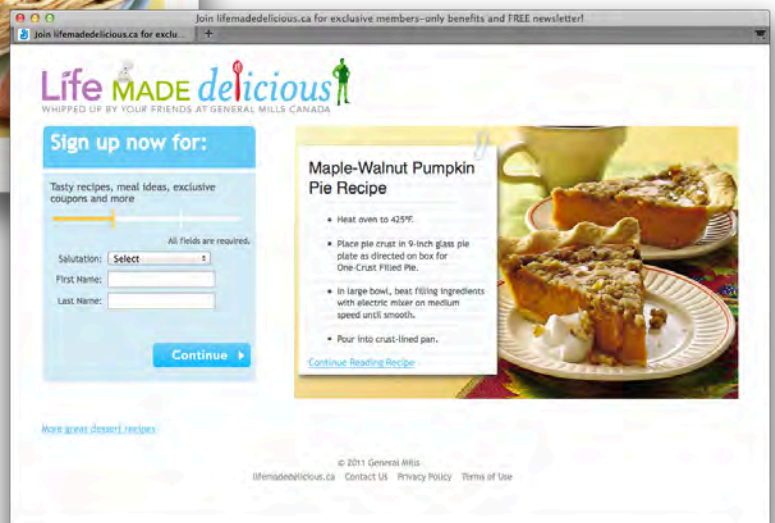 Join lifemadedelicious.ca for exclusive members-only benefits and FREE newsletter!
Join lifemadedelicious.ca for exclu...
+
Life MADE delicious
WHIPPED UP BY YOUR FRIENDS AT GENERAL MILLS CANADA
Sign up now for:
Tasty recipes, meal ideas, exclusive
coupons and more
All fields are required.
Salutation: Select
First Name:
Last Name:
Continue
Maple-Walnut Pumpkin
Pie Recipe
• Heat oven to 425°F.
• Place pie crust in 9-inch glass pie
plate as directed on box for
One-Crust Filled Pie.
• In large bowl, beat filling ingredients
with electric mixer on medium
speed until smooth.
• Pour into crust-lined pan.
Continue Reading Recipe
More great dessert recipes
© 2011 General Mills
lifemadedelicious.ca Contact Us Privacy Policy Terms of Use